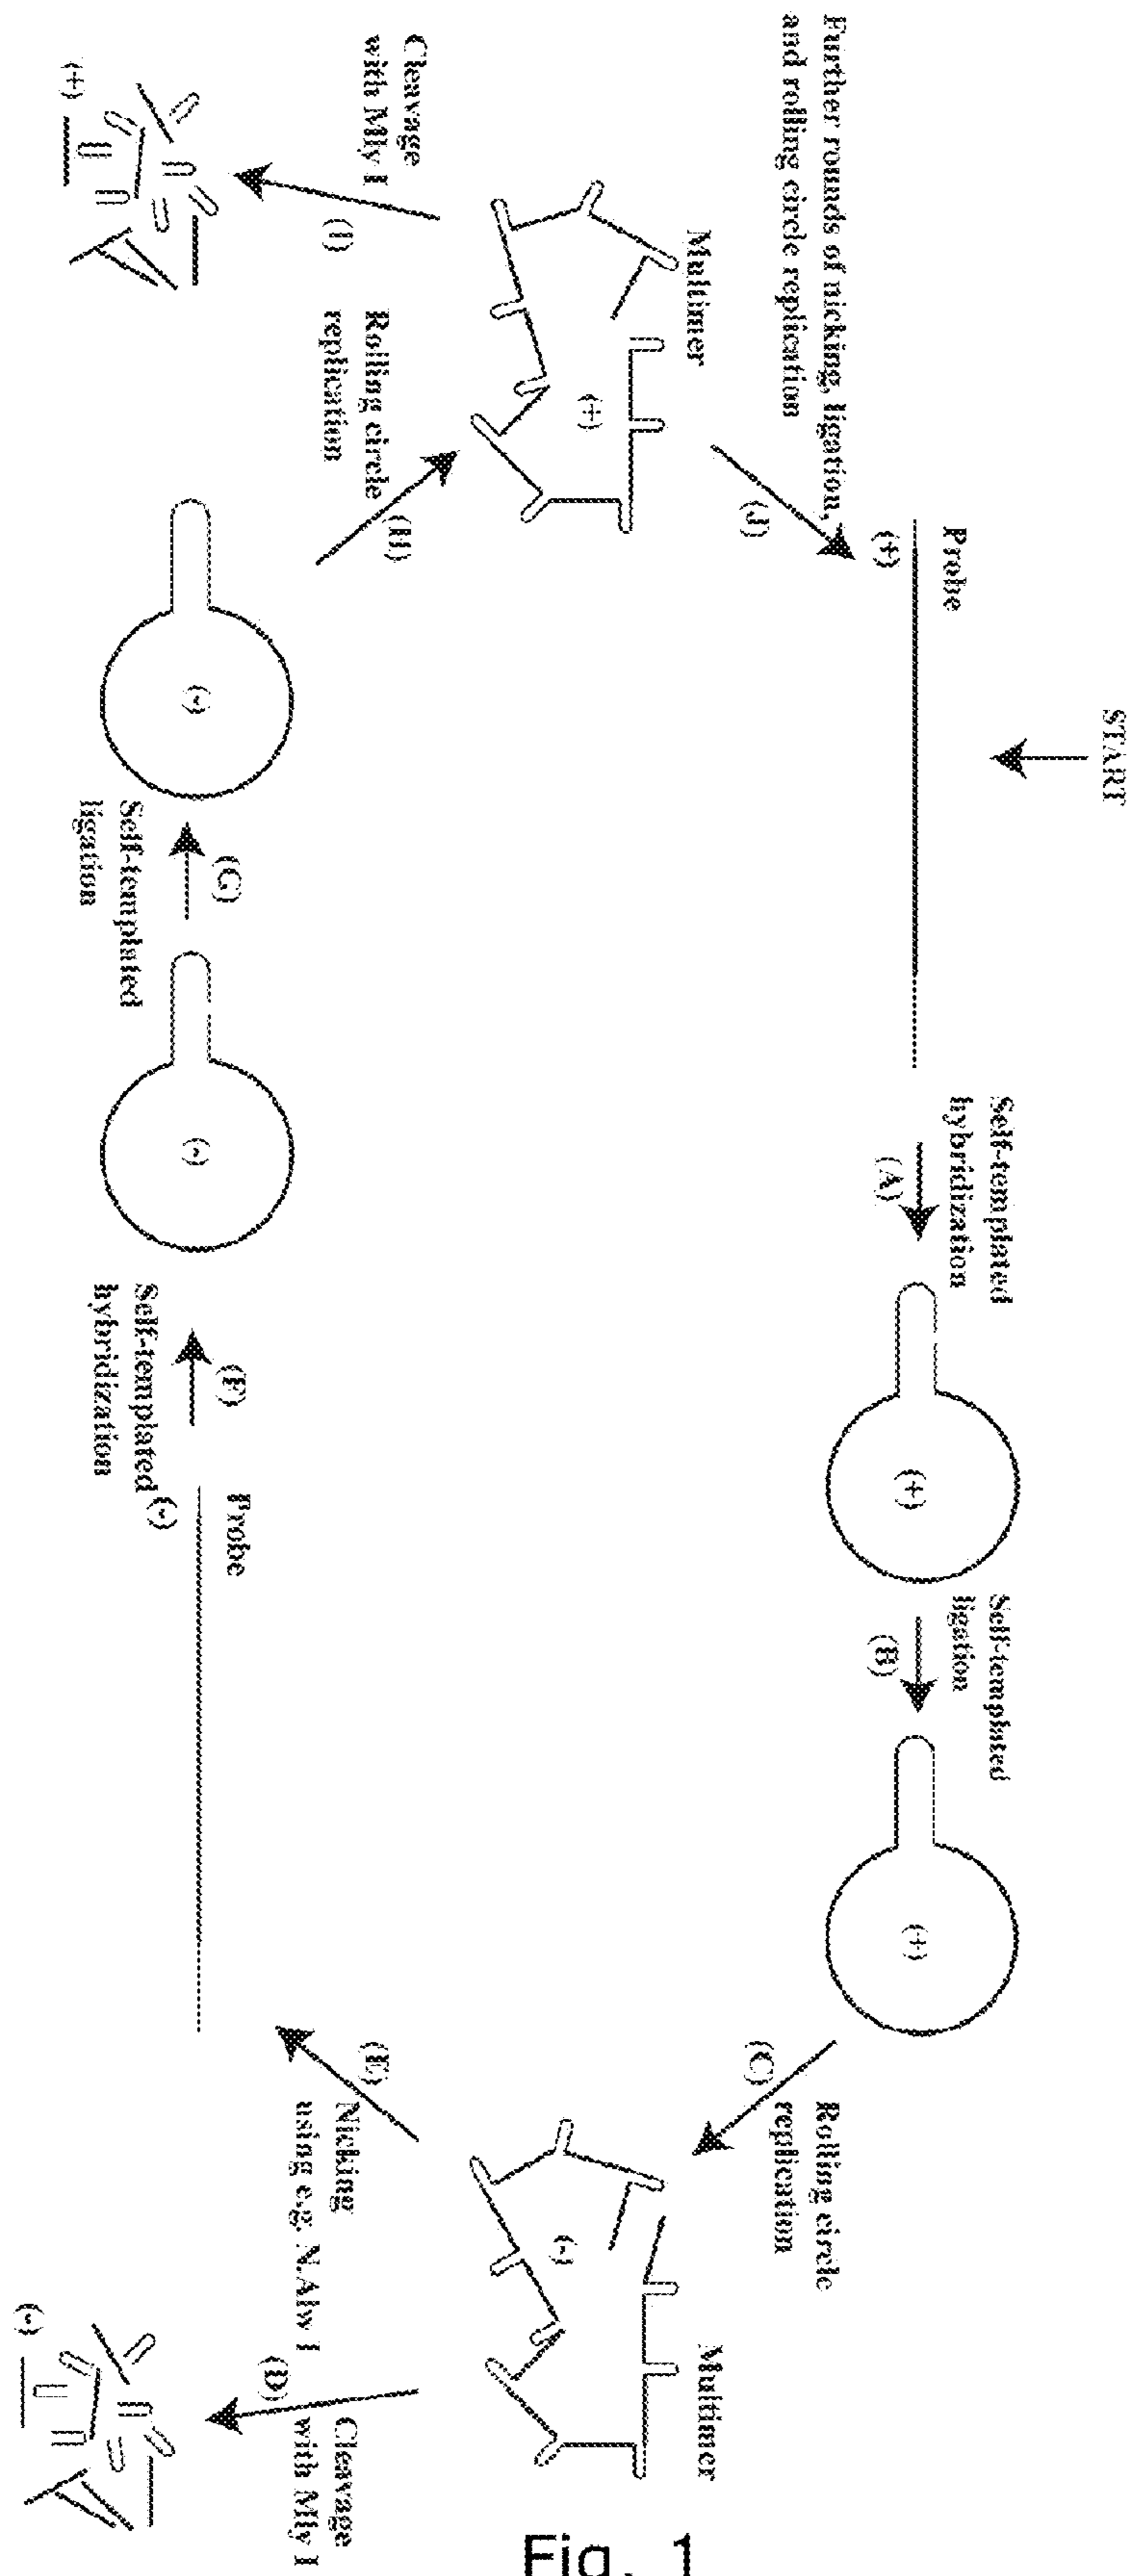 START
Probe
(+)
Self-templated
hybridization
(A)
(+)
Self-templated
ligation
(B)
(+)
(C)
Rolling circle
replication
Multimer
(-)
(D)
Cleavage
with Mly I
(-)
(E)
Nicking
using e.g. N.Alw I
Probe
(-)
(F)
Self-templated
hybridization
(-)
(G)
Self-templated
ligation
(-)
(H)
Rolling circle
replication
Multimer
(+)
(I)
Cleavage
with Mly I
(+)
(J)
Further rounds of nicking, ligation,
and rolling circle replication
Fig. 1